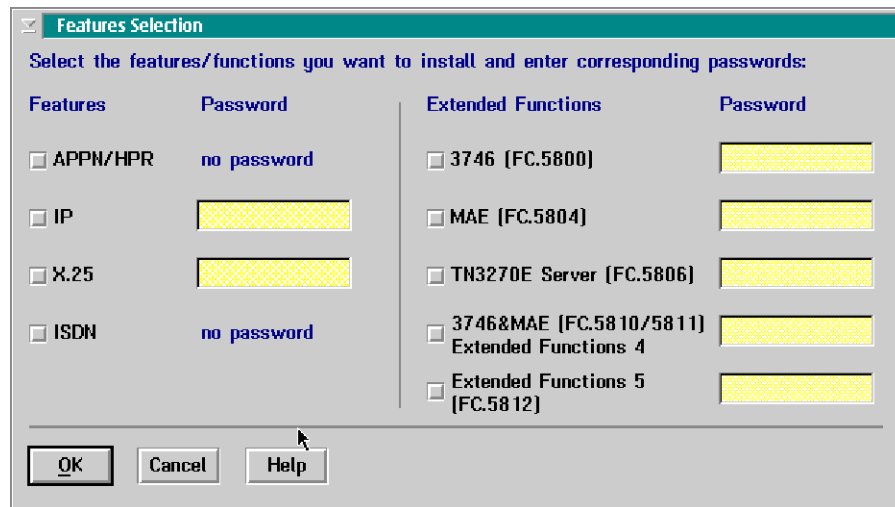 Features Selection
Select the features/functions you want to install and enter corresponding passwords:
Features Password Extended Functions Password
APPN/HPR no password 3746 (FC.5800)
IP MAE (FC.5804)
X.25 TN3270E Server (FC.5806)
ISDN no password 3746&MAE (FC.5810/5811)
Extended Functions 4
Extended Functions 5
(FC.5812)
OK Cancel Help